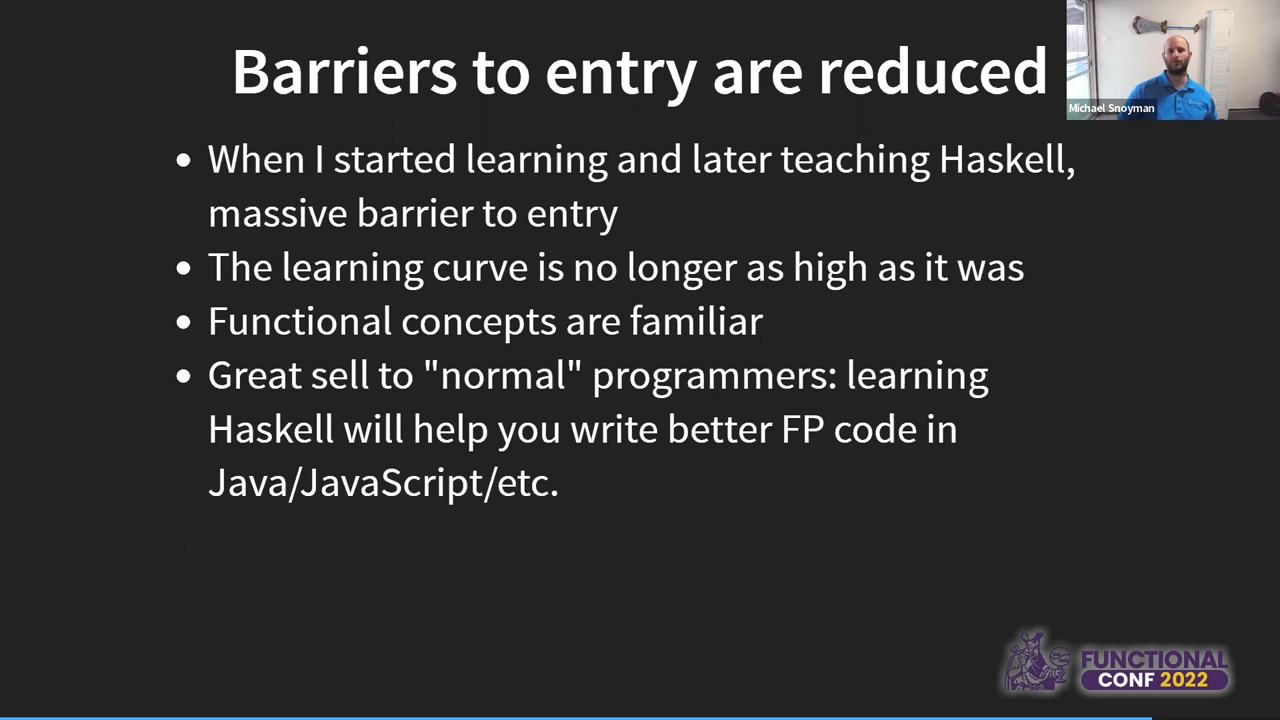 Barriers to entry are reduced
Michael Snoyman
• When I started learning and later teaching Haskell,
massive barrier to entry
• The learning curve is no longer as high as it was
• Functional concepts are familiar
• Great sell to "normal" programmers: learning
Haskell will help you write better FP code in
Java/JavaScript/etc.
FUNCTIONAL
CONF 2022